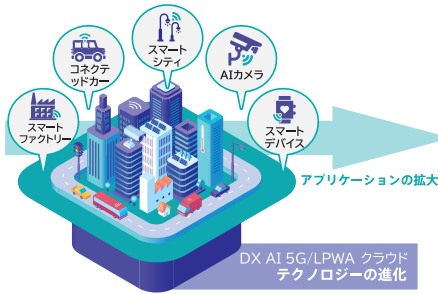 スマート
ファクトリー
コネクテ
ッドカー
スマート
シティ
AIカメラ
スマート
デバイス
アプリケーションの拡大
DX AI 5G/LPWA クラウド
テクノロジーの進化